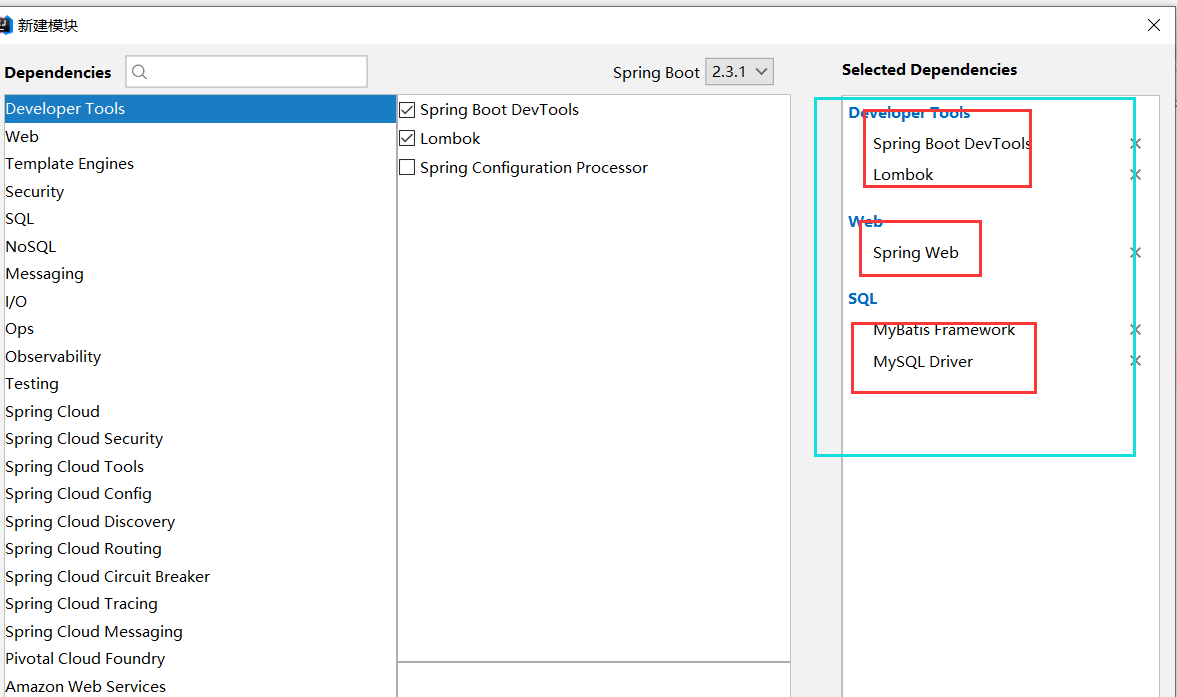 新建模块
Dependencies
Spring Boot 2.3.1
Selected Dependencies
Developer Tools
Web
Template Engines
Security
SQL
NoSQL
Messaging
I/O
Ops
Observability
Testing
Spring Cloud
Spring Cloud Security
Spring Cloud Tools
Spring Cloud Config
Spring Cloud Discovery
Spring Cloud Routing
Spring Cloud Circuit Breaker
Spring Cloud Tracing
Spring Cloud Messaging
Pivotal Cloud Foundry
Amazon Web Services
Spring Boot DevTools
Lombok
Spring Configuration Processor
Developer Tools
Spring Boot DevTools
Lombok
Web
Spring Web
SQL
MyBatis Framework
MySQL Driver